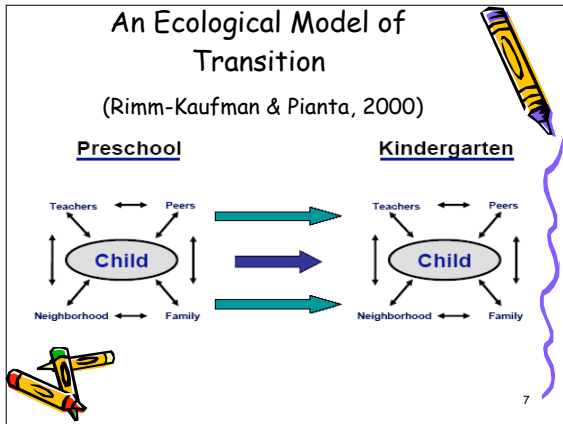 An Ecological Model of
Transition
(Rimm-Kaufman & Pianta, 2000)
Preschool
Kindergarten
Teachers
Peers
Teachers
Peers
Child
Child
Neighborhood
Family
Neighborhood
Family
7